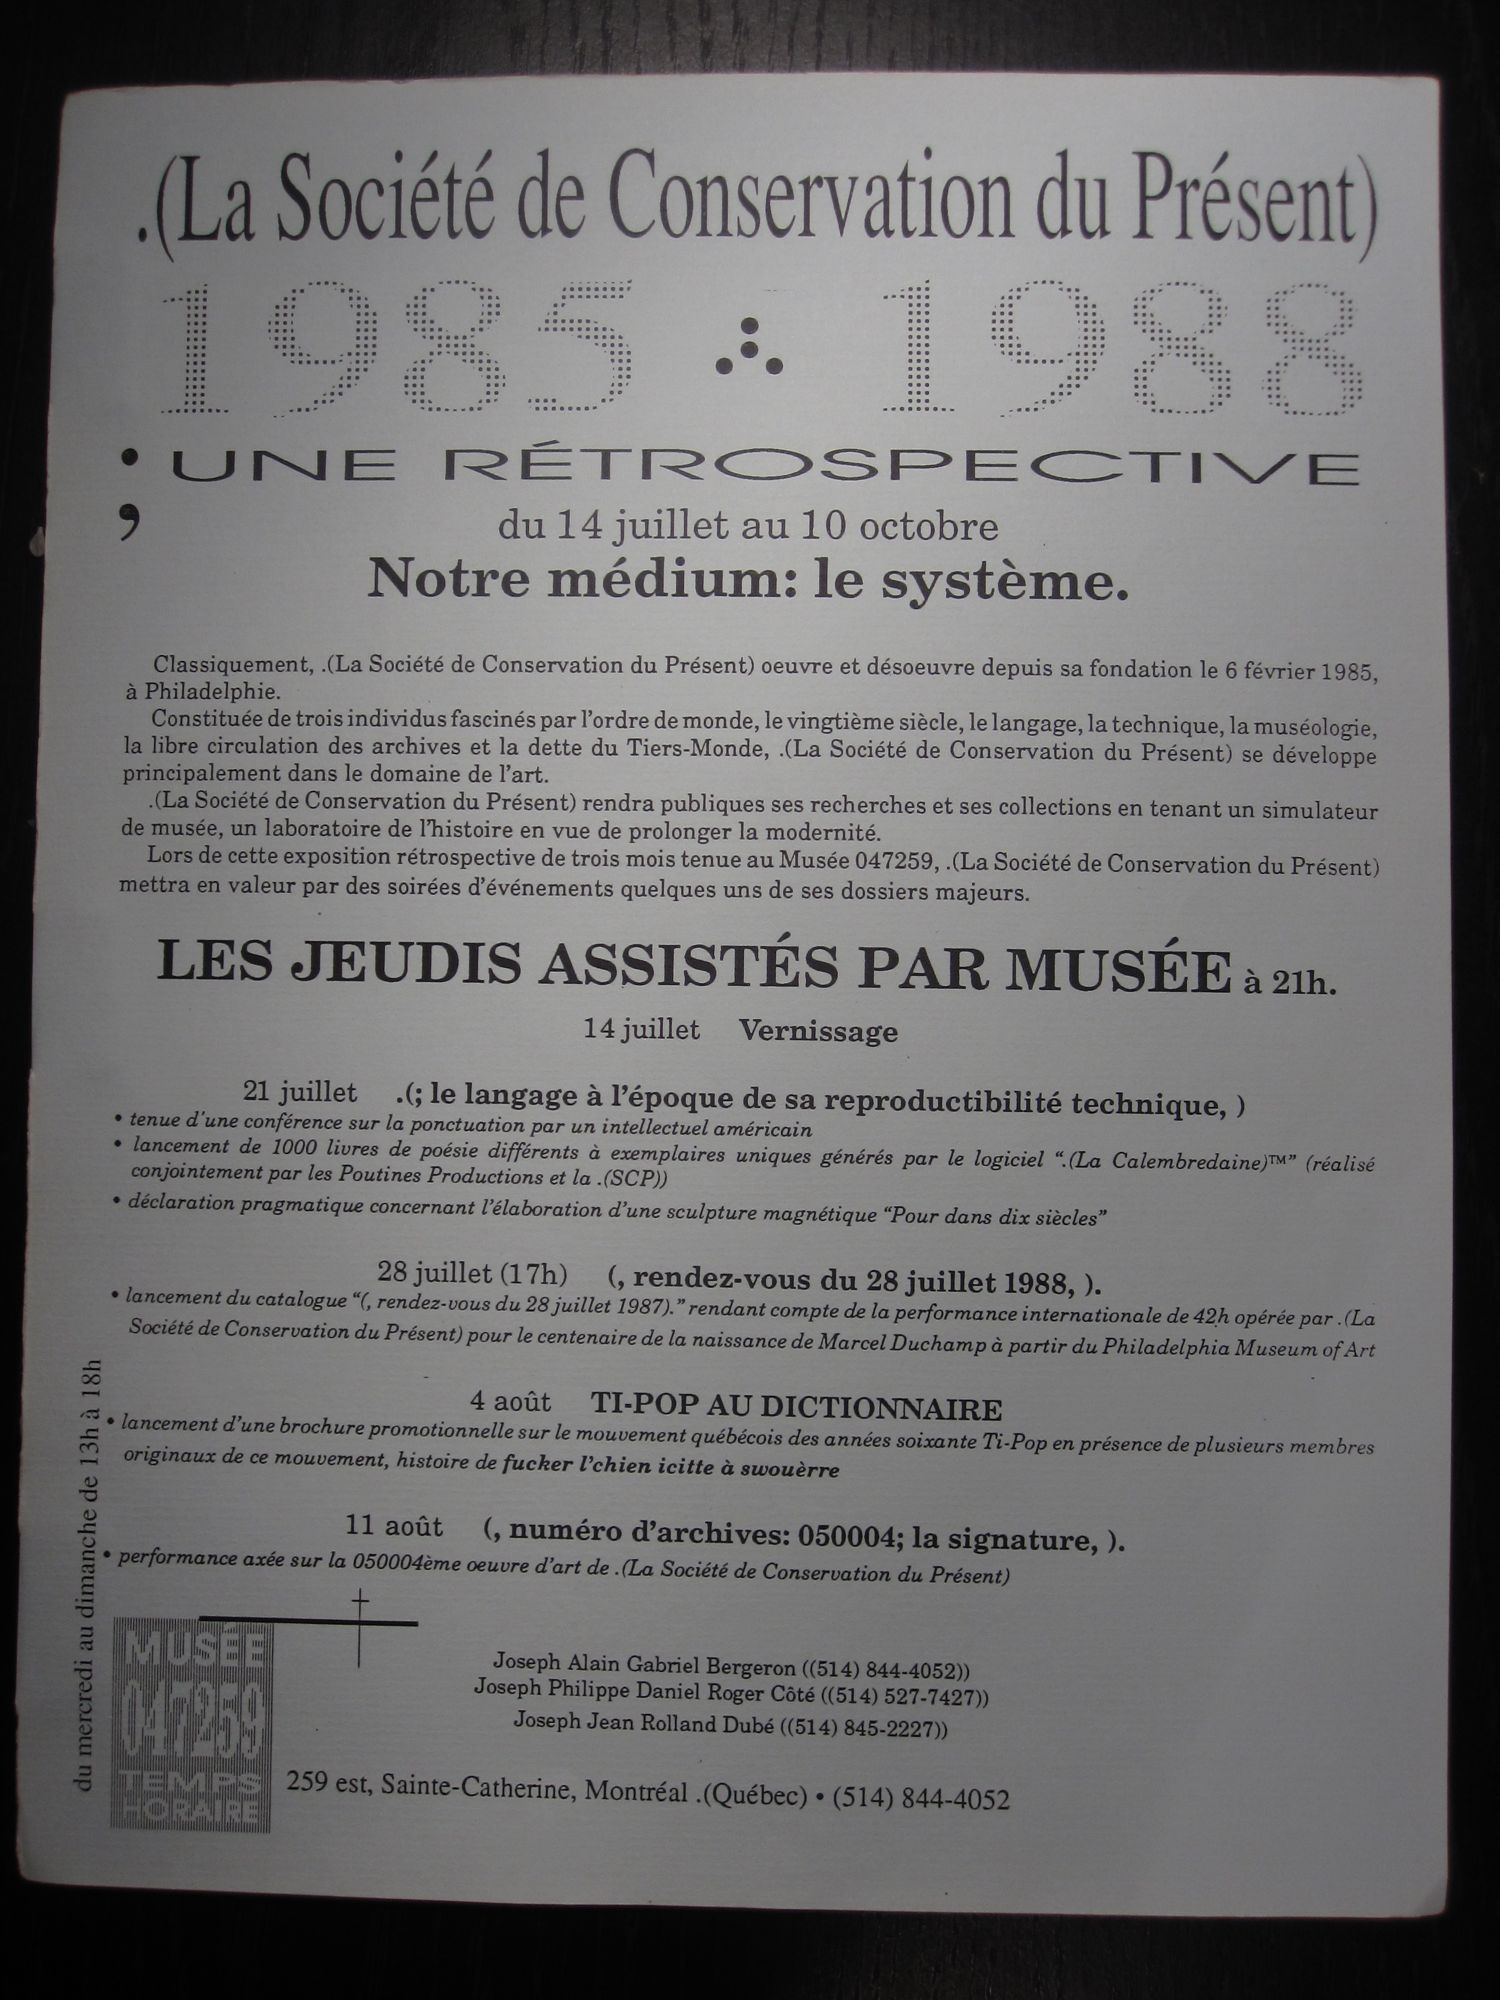 .(La Société de Conservation du Présent)
1985 1988
; UNE RÉTROSPECTIVE
du 14 juillet au 10 octobre
Notre médium: le système.
Classiquement, .(La Société de Conservation du Présent) oeuvre et désoeuvre depuis sa fondation le 6 février 1985,
à Philadelphie.
Constituée de trois individus fascinés par l'ordre de monde, le vingtième siècle, le langage, la technique, la muséologie,
la libre circulation des archives et la dette du Tiers-Monde, .(La Société de Conservation du Présent) se développe
principalement dans le domaine de l'art.
.(La Société de Conservation du Présent) rendra publiques ses recherches et ses collections en tenant un simulateur
de musée, un laboratoire de l'histoire en vue de prolonger la modernité.
Lors de cette exposition rétrospective de trois mois tenue au Musée 047259, .(La Société de Conservation du Présent)
mettra en valeur par des soirées d'événements quelques uns de ses dossiers majeurs.
LES JEUDIS ASSISTÉS PAR MUSÉE à 21h.
14 juillet Vernissage
21 juillet .(; le langage à l'époque de sa reproductibilité technique, )
• tenue d'une conférence sur la ponctuation par un intellectuel américain
• lancement de 1000 livres de poésie différents à exemplaires uniques générés par le logiciel “.(La Calembredaine)™” (réalisé
conjointement par les Poutines Productions et la .(SCP))
• déclaration pragmatique concernant l'élaboration d'une sculpture magnétique “Pour dans dix siècles”
28 juillet (17h) (, rendez-vous du 28 juillet 1988, ).
• lancement du catalogue “(, rendez-vous du 28 juillet 1987).” rendant compte de la performance internationale de 42h opérée par .(La
Société de Conservation du Présent) pour le centenaire de la naissance de Marcel Duchamp à partir du Philadelphia Museum of Art
4 août TI-POP AU DICTIONNAIRE
• lancement d'une brochure promotionnelle sur le mouvement québécois des années soixante Ti-Pop en présence de plusieurs membres
originaux de ce mouvement, histoire de fucker l'chien icitte à swouèrre
11 août (, numéro d'archives: 050004; la signature, ).
• performance axée sur la 050004ème oeuvre d'art de .(La Société de Conservation du Présent)
du mercredi au dimanche de 13h à 18h
MUSÉE
047259
TEMPS
HORAIRE
Joseph Alain Gabriel Bergeron ((514) 844-4052))
Joseph Philippe Daniel Roger Côté ((514) 527-7427))
Joseph Jean Rolland Dubé ((514) 845-2227))
259 est, Sainte-Catherine, Montréal .(Québec) • (514) 844-4052